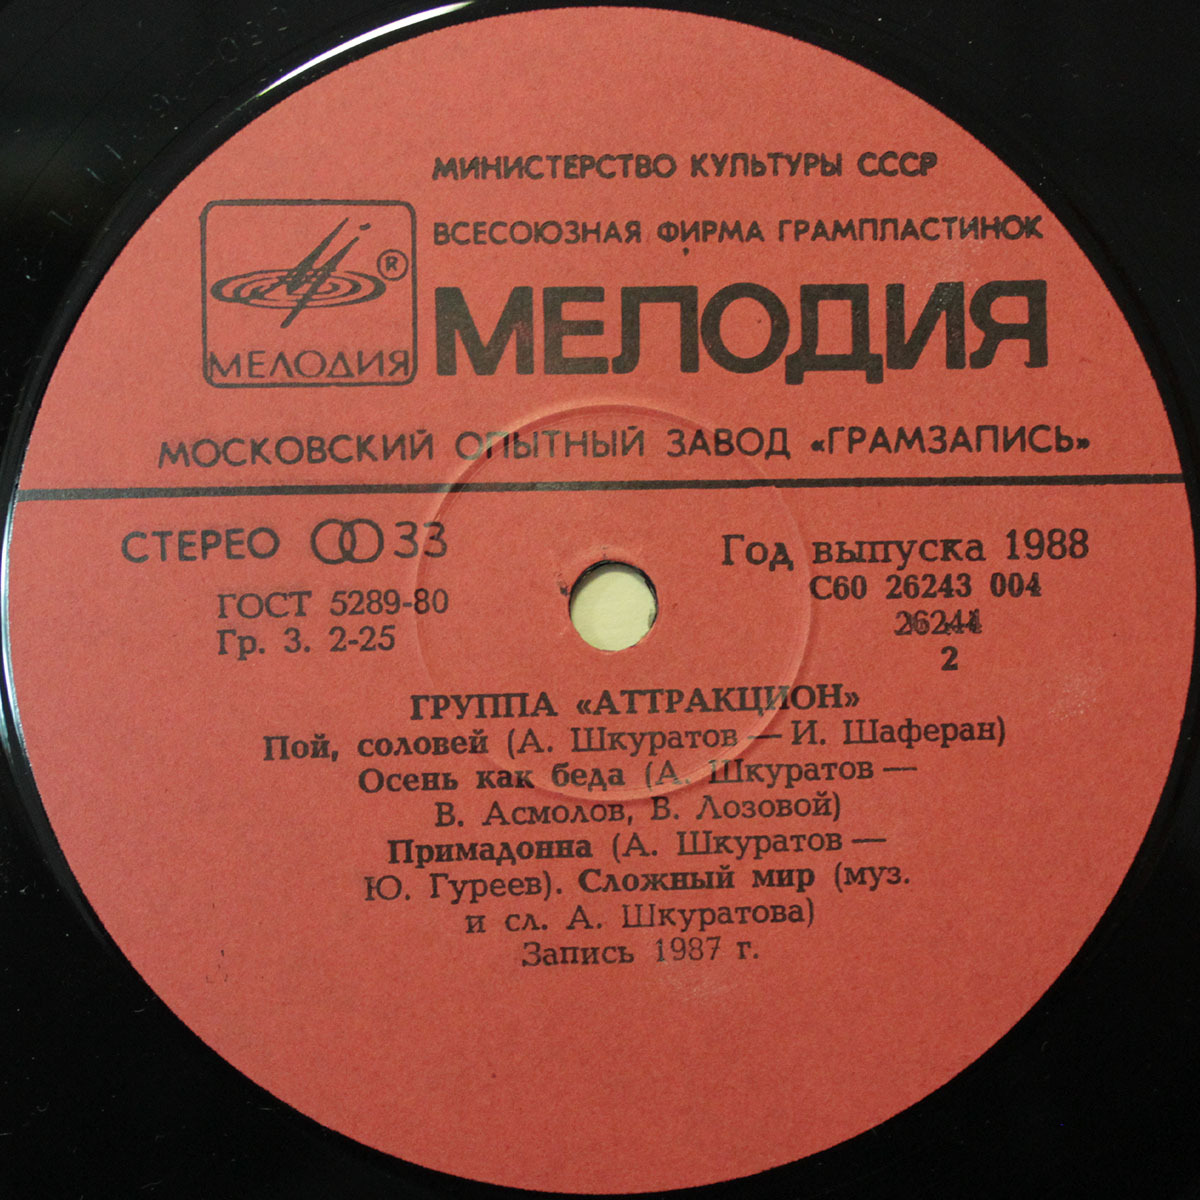 МИНИСТЕРСТВО КУЛЬТУРЫ СССР
ВСЕСОЮЗНАЯ ФИРМА ГРАМПЛАСТИНОК
®
МЕЛОДИЯ
МЕЛОДИЯ
МОСКОВСКИЙ ОПЫТНЫЙ ЗАВОД «ГРАМЗАПИСЬ»
СТЕРЕО 33
Год выпуска 1988
ГОСТ 5289-80
С60 26243 004
Гр. 3. 2-25
26244
2
ГРУППА «АТТРАКЦИОН»
Пой, соловей (А. Шкуратов — И. Шаферан)
Осень как беда (А. Шкуратов —
В. Асмолов, В. Лозовой)
Примадонна (А. Шкуратов —
Ю. Гуреев). Сложный мир (муз.
и сл. А. Шкуратова)
Запись 1987 г.